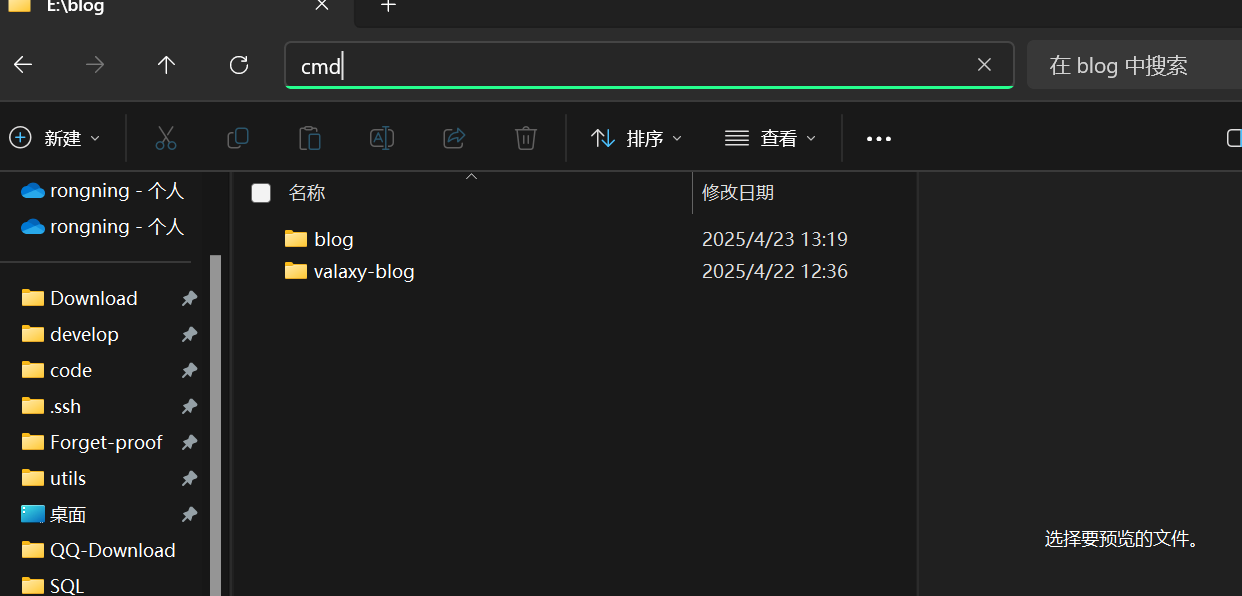 E:\blog
cmd
在 blog 中搜索
新建
排序
查看
rongning - 个人
rongning - 个人
Download
develop
code
.ssh
Forget-proof
utils
桌面
QQ-Download
SQL
名称 修改日期
blog 2025/4/23 13:19
valaxy-blog 2025/4/22 12:36
选择要预览的文件。